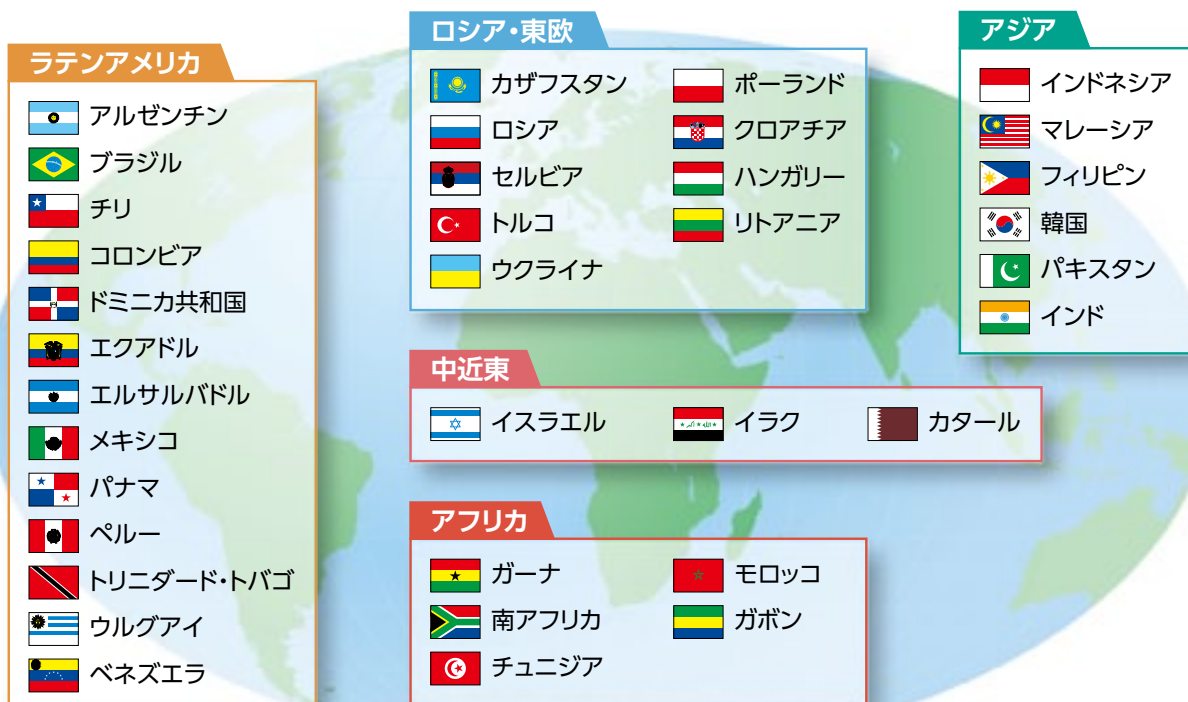 ラテンアメリカ
アルゼンチン
ブラジル
チリ
コロンビア
ドミニカ共和国
エクアドル
エルサルバドル
メキシコ
パナマ
ペルー
トリニダード・トバゴ
ウルグアイ
ベネズエラ
ロシア・東欧
カザフスタン
ロシア
セルビア
トルコ
ウクライナ
ポーランド
クロアチア
ハンガリー
リトアニア
中近東
イスラエル
イラク
カタール
アフリカ
ガーナ
南アフリカ
チュニジア
モロッコ
ガボン
アジア
インドネシア
マレーシア
フィリピン
韓国
パキスタン
インド